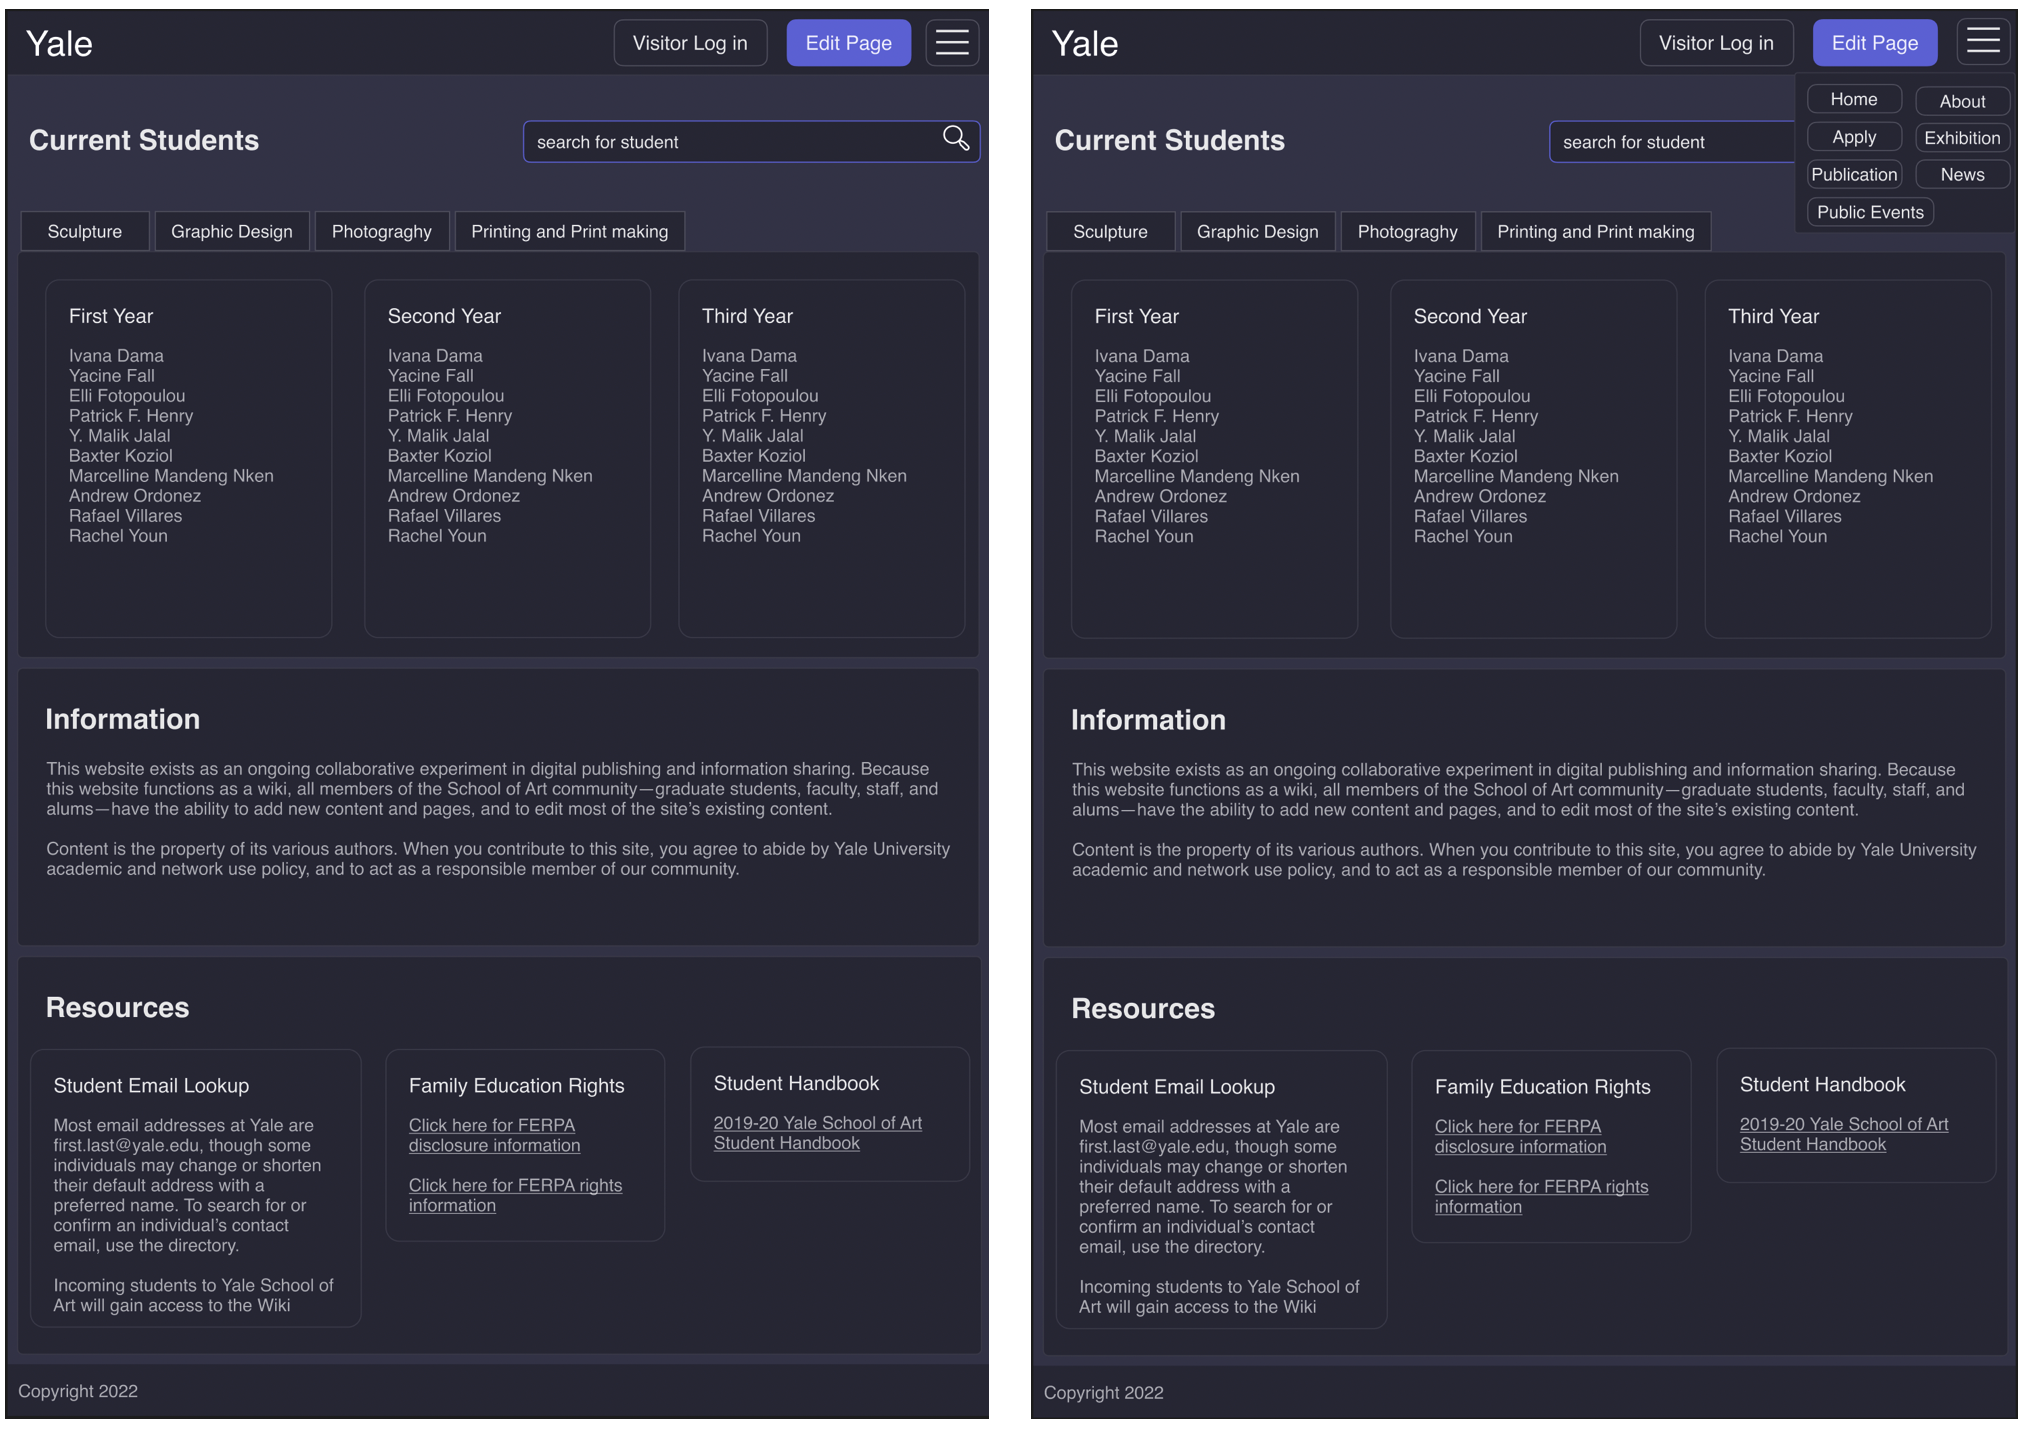 Yale
Visitor Log in
Edit Page
Current Students
search for student
Sculpture
Graphic Design
Photograghy
Printing and Print making
First Year
Ivana Dama
Yacine Fall
Elli Fotopoulou
Patrick F. Henry
Y. Malik Jalal
Baxter Koziol
Marcelline Mandeng Nken
Andrew Ordonez
Rafael Villares
Rachel Youn
Second Year
Ivana Dama
Yacine Fall
Elli Fotopoulou
Patrick F. Henry
Y. Malik Jalal
Baxter Koziol
Marcelline Mandeng Nken
Andrew Ordonez
Rafael Villares
Rachel Youn
Third Year
Ivana Dama
Yacine Fall
Elli Fotopoulou
Patrick F. Henry
Y. Malik Jalal
Baxter Koziol
Marcelline Mandeng Nken
Andrew Ordonez
Rafael Villares
Rachel Youn
Information
This website exists as an ongoing collaborative experiment in digital publishing and information sharing. Because
this website functions as a wiki, all members of the School of Art community—graduate students, faculty, staff, and
alums—have the ability to add new content and pages, and to edit most of the site’s existing content.
Content is the property of its various authors. When you contribute to this site, you agree to abide by Yale University
academic and network use policy, and to act as a responsible member of our community.
Resources
Student Email Lookup
Most email addresses at Yale are
first.last@yale.edu, though some
individuals may change or shorten
their default address with a
preferred name. To search for or
confirm an individual’s contact
email, use the directory.
Incoming students to Yale School of
Art will gain access to the Wiki
Family Education Rights
Click here for FERPA
disclosure information
Click here for FERPA rights
information
Student Handbook
2019-20 Yale School of Art
Student Handbook
Copyright 2022
Yale
Visitor Log in
Edit Page
Home
About
Apply
Exhibition
Publication
News
Public Events
Current Students
search for student
Sculpture
Graphic Design
Photograghy
Printing and Print making
First Year
Ivana Dama
Yacine Fall
Elli Fotopoulou
Patrick F. Henry
Y. Malik Jalal
Baxter Koziol
Marcelline Mandeng Nken
Andrew Ordonez
Rafael Villares
Rachel Youn
Second Year
Ivana Dama
Yacine Fall
Elli Fotopoulou
Patrick F. Henry
Y. Malik Jalal
Baxter Koziol
Marcelline Mandeng Nken
Andrew Ordonez
Rafael Villares
Rachel Youn
Third Year
Ivana Dama
Yacine Fall
Elli Fotopoulou
Patrick F. Henry
Y. Malik Jalal
Baxter Koziol
Marcelline Mandeng Nken
Andrew Ordonez
Rafael Villares
Rachel Youn
Information
This website exists as an ongoing collaborative experiment in digital publishing and information sharing. Because
this website functions as a wiki, all members of the School of Art community—graduate students, faculty, staff, and
alums—have the ability to add new content and pages, and to edit most of the site’s existing content.
Content is the property of its various authors. When you contribute to this site, you agree to abide by Yale University
academic and network use policy, and to act as a responsible member of our community.
Resources
Student Email Lookup
Most email addresses at Yale are
first.last@yale.edu, though some
individuals may change or shorten
their default address with a
preferred name. To search for or
confirm an individual’s contact
email, use the directory.
Incoming students to Yale School of
Art will gain access to the Wiki
Family Education Rights
Click here for FERPA
disclosure information
Click here for FERPA rights
information
Student Handbook
2019-20 Yale School of Art
Student Handbook
Copyright 2022